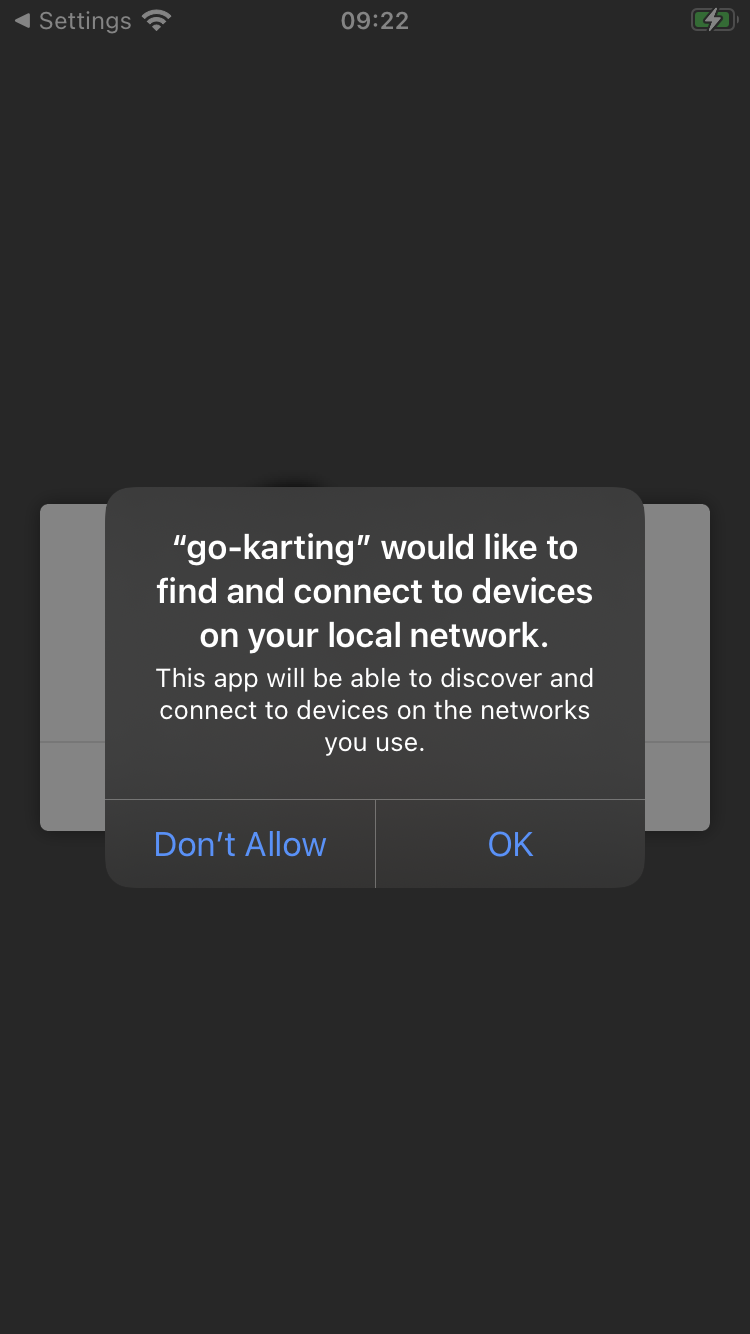 Settings
09:22
“go-karting” would like to
find and connect to devices
on your local network.
This app will be able to discover and
connect to devices on the networks
you use.
Don’t Allow
OK